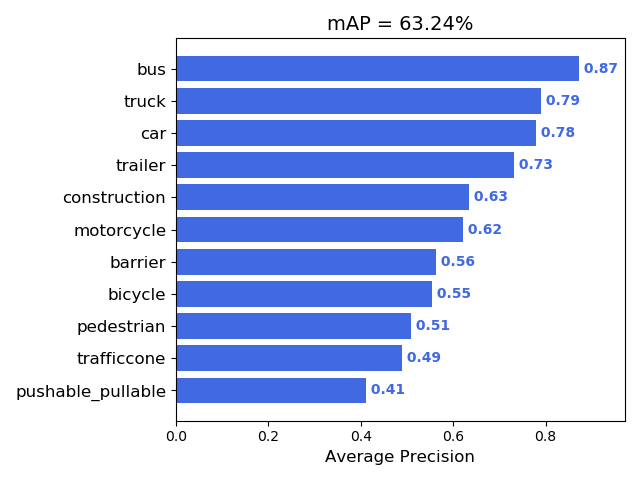 mAP = 63.24%
bus 0.87
truck 0.79
car 0.78
trailer 0.73
construction 0.63
motorcycle 0.62
barrier 0.56
bicycle 0.55
pedestrian 0.51
trafficcone 0.49
pushable_pullable 0.41
0.0 0.2 0.4 0.6 0.8
Average Precision